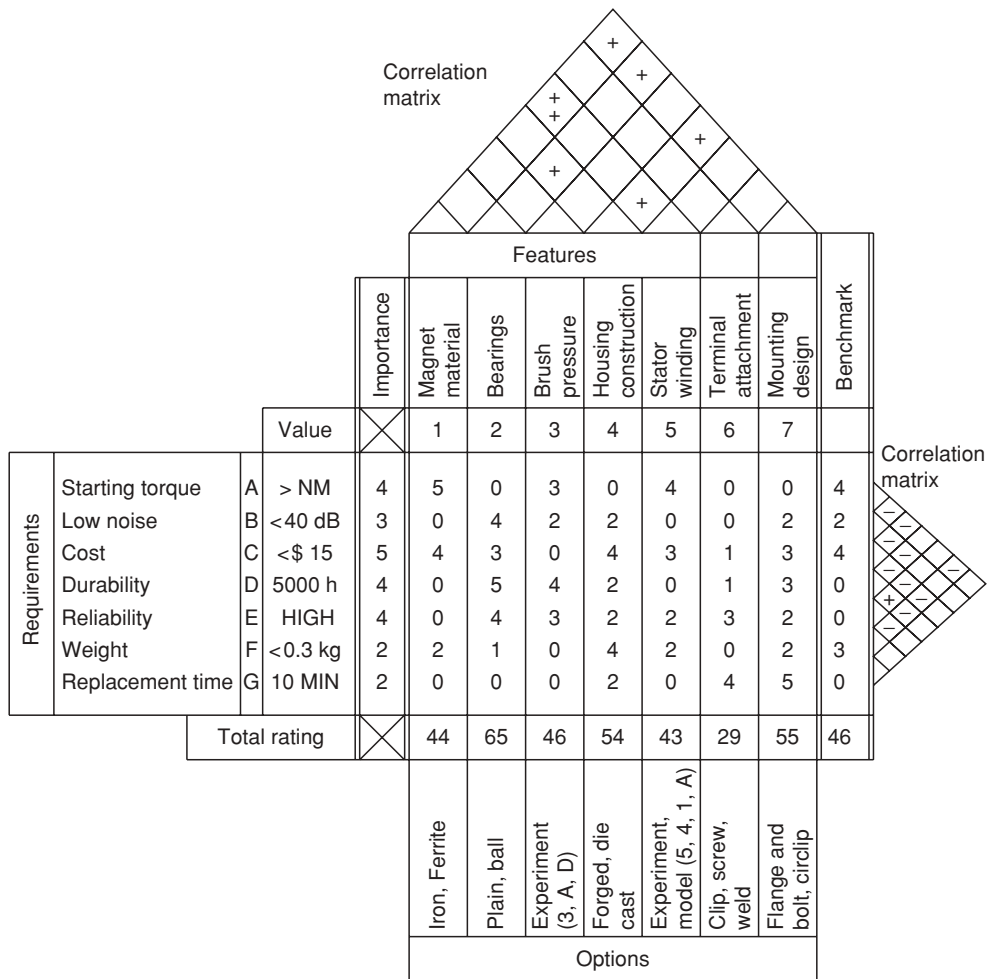 Correlation
matrix
+
+
+
+
+
+
+
Features
Importance
Magnet
material
Bearings
Brush
pressure
Housing
construction
Stator
winding
Terminal
attachment
Mounting
design
Benchmark
Value 1 2 3 4 5 6 7
Correlation
matrix
Requirements
Starting torque A > NM 4 5 0 3 0 4 0 0 4
Low noise B <40 dB 3 0 4 2 2 0 0 2 2
Cost C <$ 15 5 4 3 0 4 3 1 3 4
Durability D 5000 h 4 0 5 4 2 0 1 3 0
Reliability E HIGH 4 0 4 3 2 2 3 2 0
Weight F <0.3 kg 2 2 1 0 4 2 0 2 3
Replacement time G 10 MIN 2 0 0 0 2 0 4 5 0
– –
–
– –
–
+ –
–
–
Total rating 44 65 46 54 43 29 55 46
Iron, Ferrite
Plain, ball
Experiment
(3, A, D)
Forged, die
cast
Experiment,
model (5, 4, 1, A)
Clip, screw,
weld
Flange and
bolt, circlip
Options